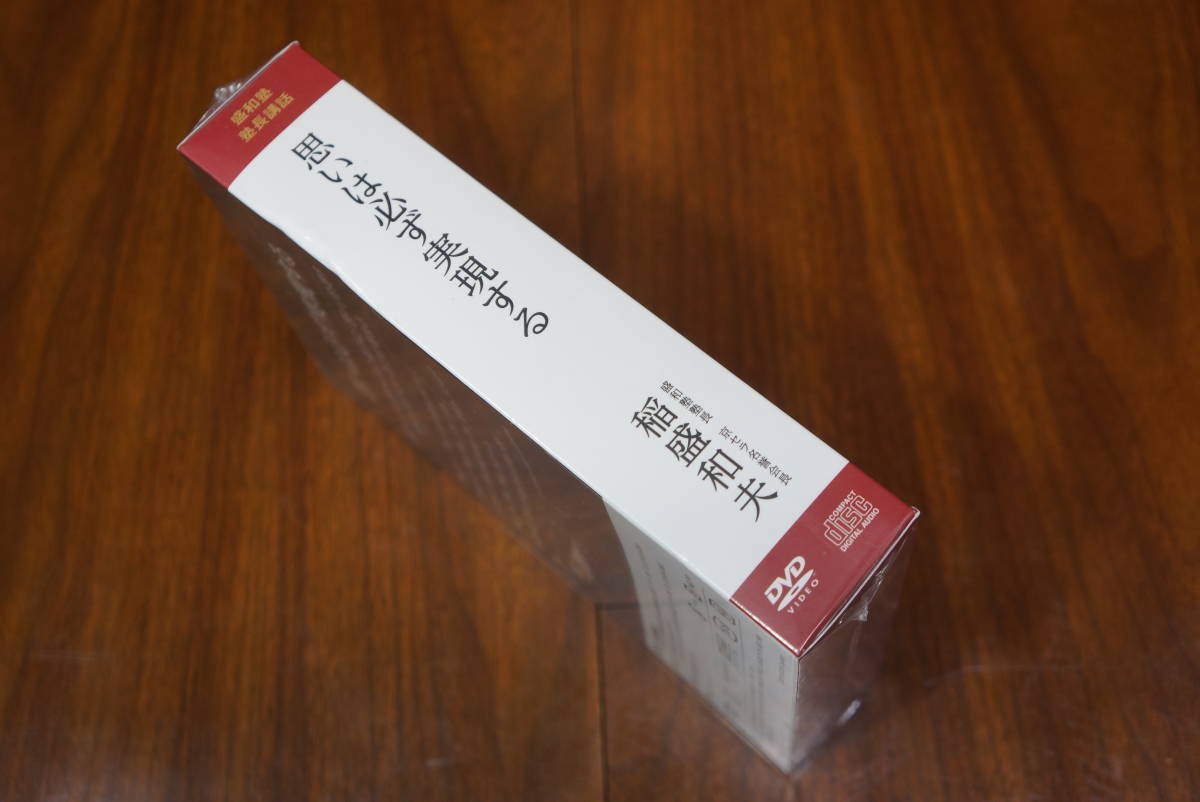 盛和塾
塾長講話
思いは必ず実現する
盛和塾塾長 京セラ名誉会長
稲盛和夫
COMPACT
disc
DIGITAL AUDIO
DVD
VIDEO